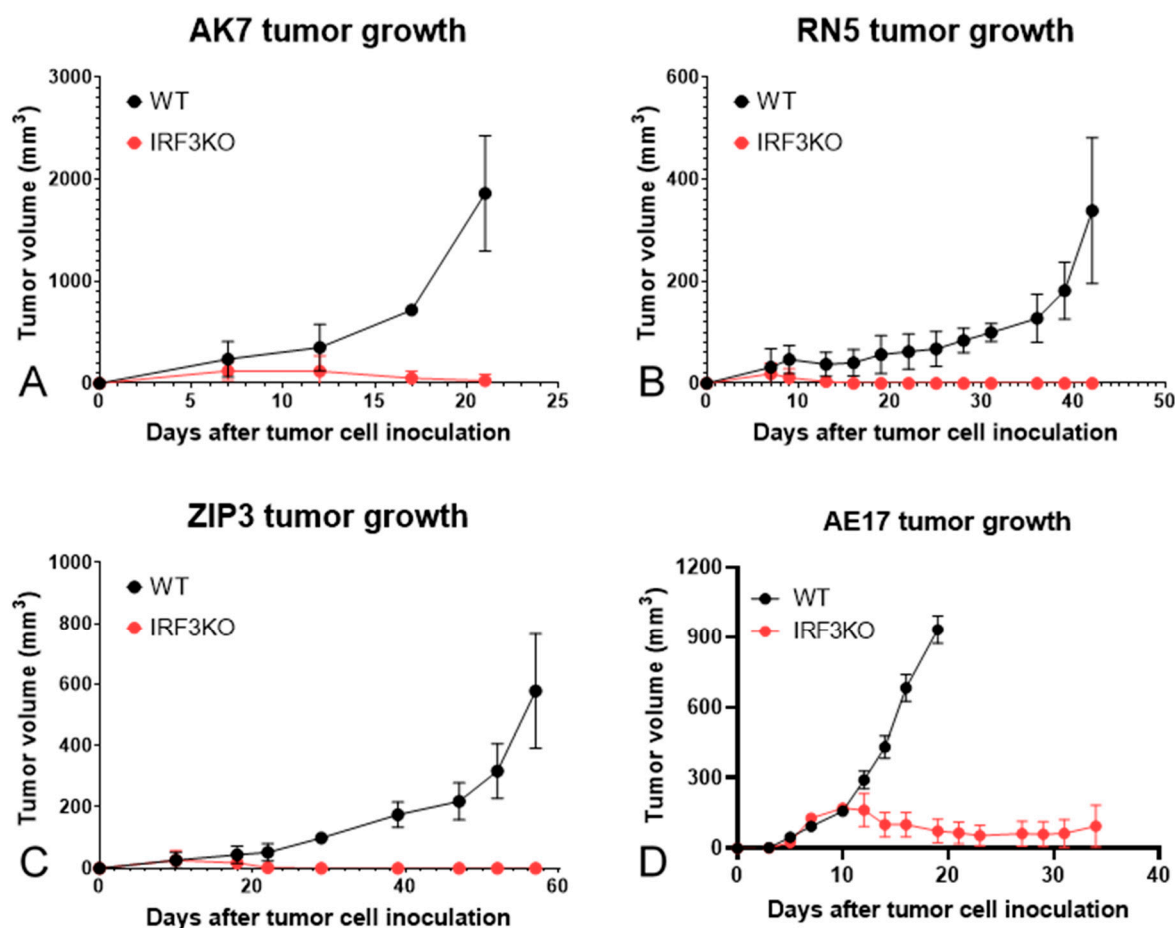 AK7 tumor growth
Tumor volume (mm³)
3000
2000
1000
0
WT
IRF3KO
0 5 10 15 20 25
Days after tumor cell inoculation
A
RN5 tumor growth
Tumor volume (mm³)
600
400
200
0
WT
IRF3KO
0 10 20 30 40 50
Days after tumor cell inoculation
B
ZIP3 tumor growth
Tumor volume (mm³)
1000
800
600
400
200
0
WT
IRF3KO
0 20 40 60
Days after tumor cell inoculation
C
AE17 tumor growth
Tumor volume (mm³)
1200
900
600
300
0
WT
IRF3KO
0 10 20 30 40
Days after tumor cell inoculation
D